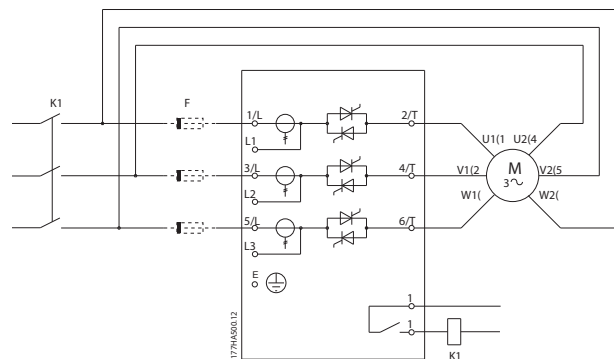 K1
F
1/L
2/T
L1
U1(1
U2(4
3/L
4/T
V1(2
M
3
V2(5
L2
W1(
W2(
5/L
6/T
L3
E
1
1
K1
177HA500.12